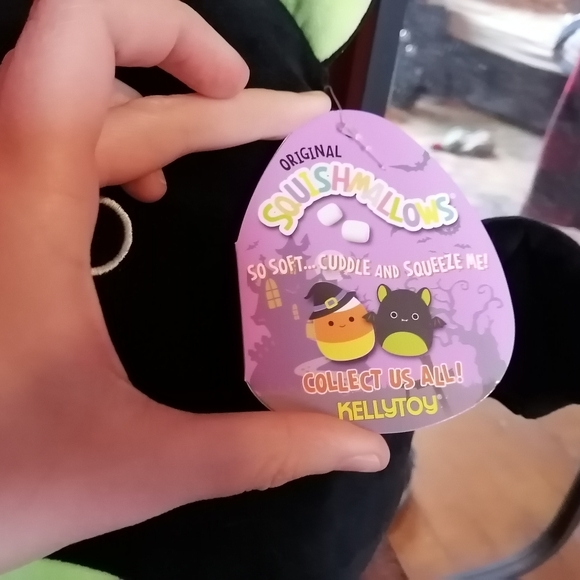 ORIGINAL
SQUISHMALLOWS
SO SOFT... CUDDLE AND SQUEEZE ME!
COLLECT US ALL!
KELLYTOY®